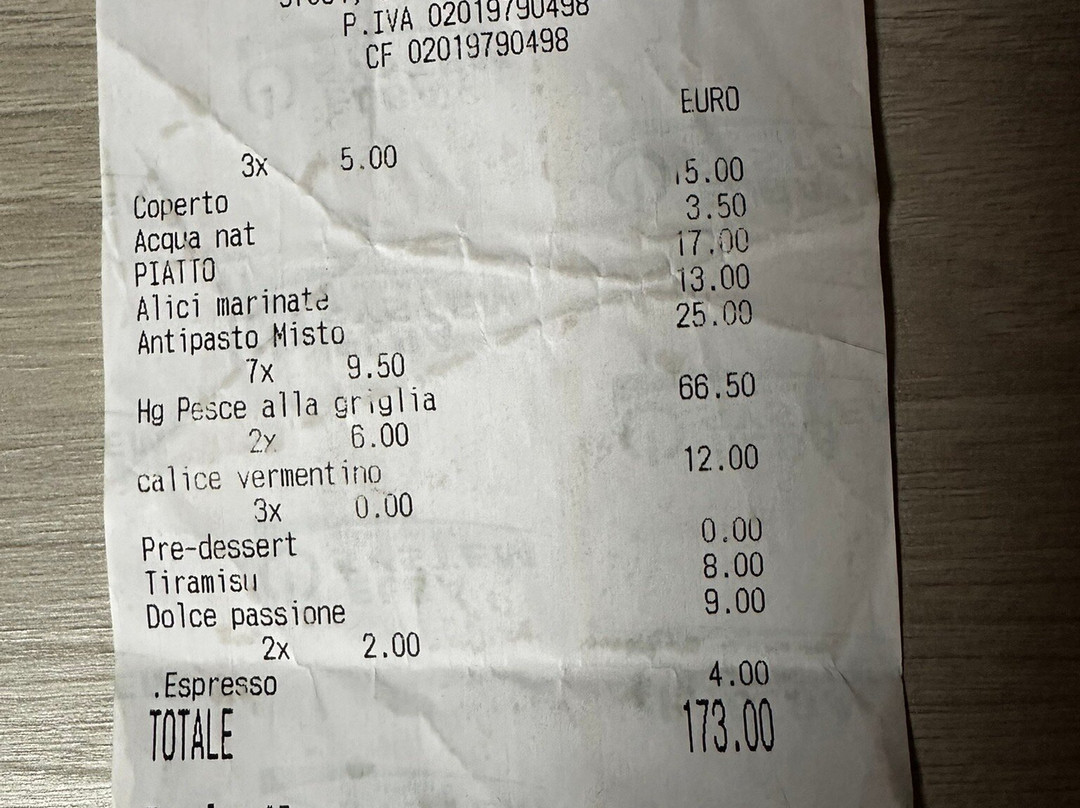 P.IVA 02019790498
CF 02019790498
EURO
3x 5.00
Coperto 15.00
Acqua nat 3.50
PIATTO 17.00
Alici marinate 13.00
Antipasto Misto 25.00
7x 9.50
Hg Pesce alla griglia 66.50
2x 6.00
calice vermentino 12.00
3x 0.00
Pre-dessert 0.00
Tiramisu 8.00
Dolce passione 9.00
2x 2.00
.Espresso 4.00
TOTALE 173.00